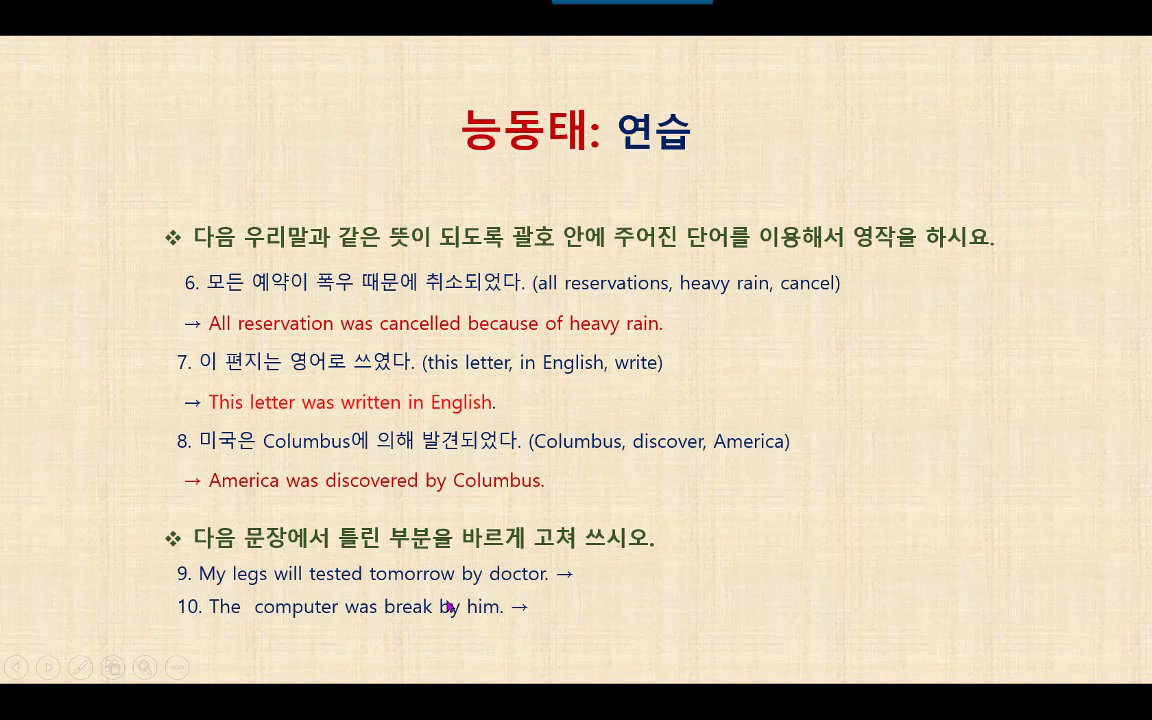 능동태: 연습
❖ 다음 우리말과 같은 뜻이 되도록 괄호 안에 주어진 단어를 이용해서 영작을 하시요.
6. 모든 예약이 폭우 때문에 취소되었다. (all reservations, heavy rain, cancel)
→ All reservation was cancelled because of heavy rain.
7. 이 편지는 영어로 쓰였다. (this letter, in English, write)
→ This letter was written in English.
8. 미국은 Columbus에 의해 발견되었다. (Columbus, discover, America)
→ America was discovered by Columbus.
❖ 다음 문장에서 틀린 부분을 바르게 고쳐 쓰시오.
9. My legs will tested tomorrow by doctor. →
10. The  computer was break by him. →